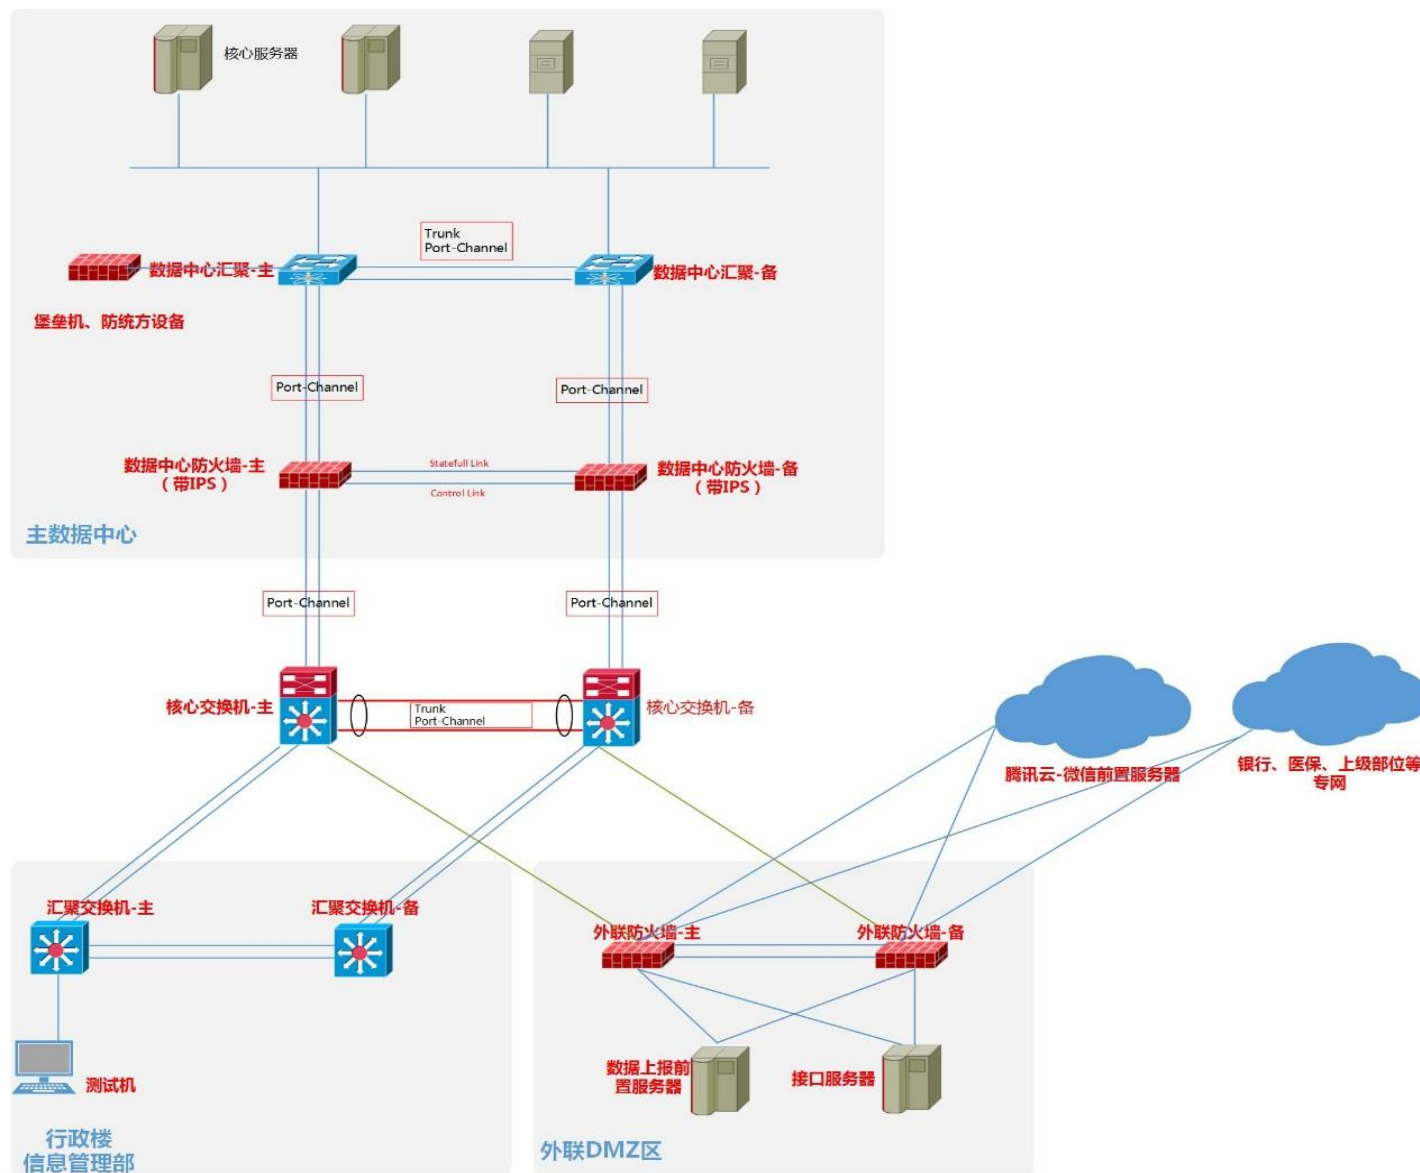 核心服务器
Trunk
Port-Channel
数据中心汇聚-主
数据中心汇聚-备
堡垒机、防统方设备
Port-Channel
Port-Channel
数据中心防火墙-主
（带IPS）
Statefull Link
Control Link
数据中心防火墙-备
（带IPS）
主数据中心
Port-Channel
Port-Channel
核心交换机-主
Trunk
Port-Channel
核心交换机-备
腾讯云-微信前置服务器
银行、医保、上级部位等
专网
汇聚交换机-主
汇聚交换机-备
外联防火墙-主
外联防火墙-备
测试机
数据上报前
置服务器
接口服务器
行政楼
信息管理部
外联DMZ区